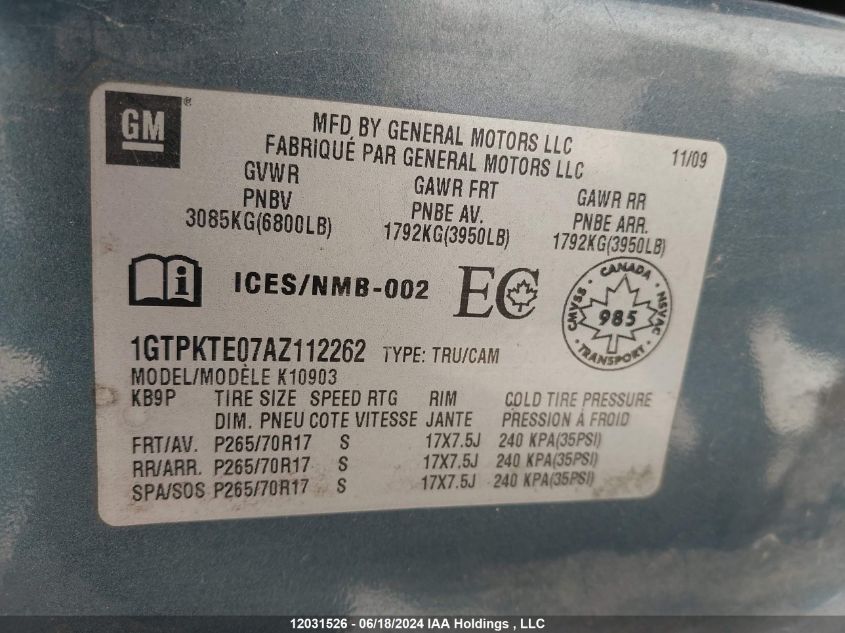 GM ®
MFD BY GENERAL MOTORS LLC
FABRIQUÉ PAR GENERAL MOTORS LLC
11/09
GVWR GAWR FRT GAWR RR
PNBV PNBE AV. PNBE ARR.
3085KG(6800LB) 1792KG(3950LB) 1792KG(3950LB)
i ICES/NMB-002 EC
CANADA
CMVSS 985 NSVAC
TRANSPORT
1GTPKTE07AZ112262 TYPE: TRU/CAM
MODEL/MODÈLE K10903
KB9P TIRE SIZE SPEED RTG RIM COLD TIRE PRESSURE
DIM. PNEU COTE VITESSE JANTE PRESSION À FROID
FRT/AV. P265/70R17 S 17X7.5J 240 KPA(35PSI)
RR/ARR. P265/70R17 S 17X7.5J 240 KPA(35PSI)
SPA/SOS P265/70R17 S 17X7.5J 240 KPA(35PSI)
12031526 - 06/18/2024 IAA Holdings , LLC